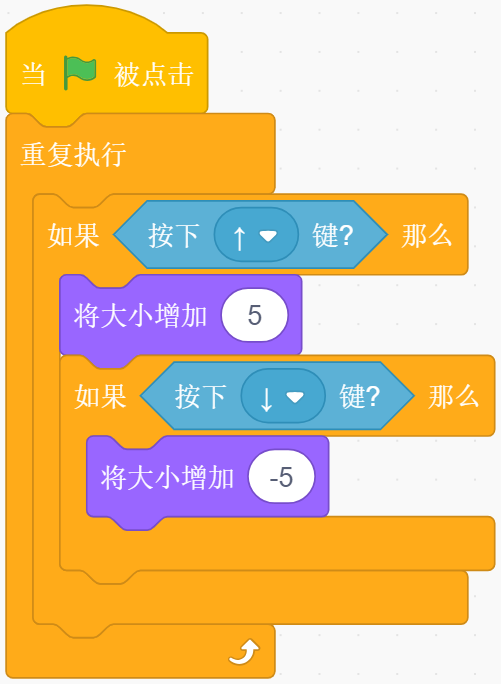 当 被点击
重复执行
如果 按下 ↑ 键? 那么
将大小增加 5
如果 按下 ↓ 键? 那么
将大小增加 -5